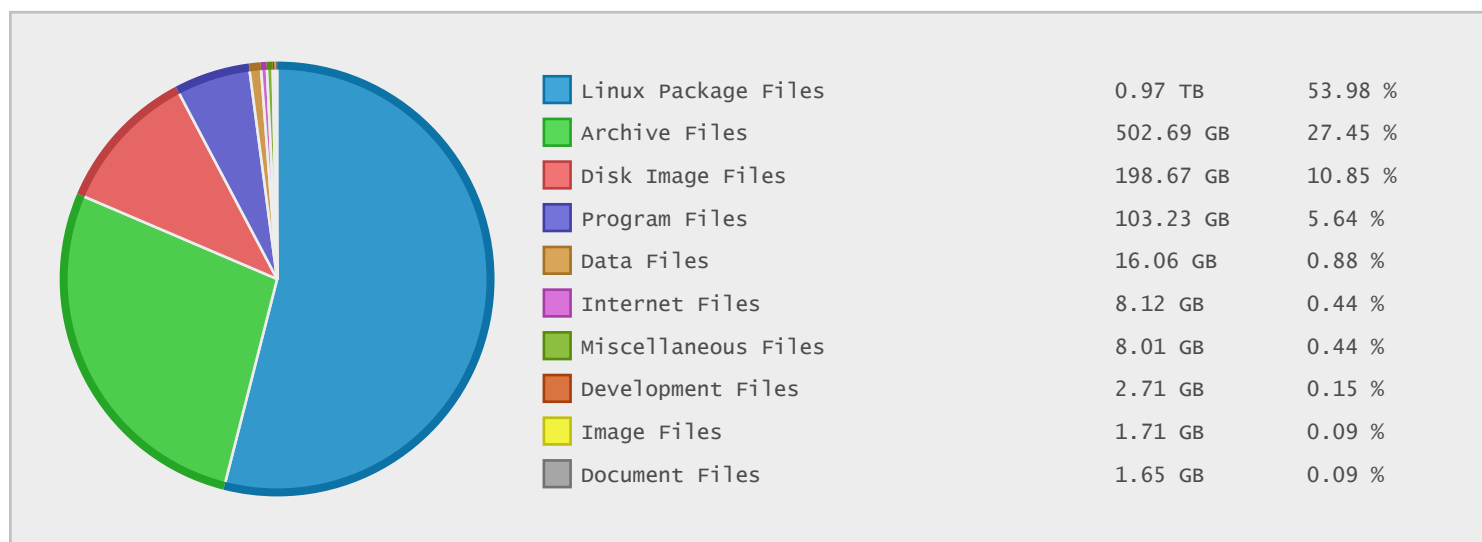 Linux Package Files 0.97 TB 53.98 %
Archive Files 502.69 GB 27.45 %
Disk Image Files 198.67 GB 10.85 %
Program Files 103.23 GB 5.64 %
Data Files 16.06 GB 0.88 %
Internet Files 8.12 GB 0.44 %
Miscellaneous Files 8.01 GB 0.44 %
Development Files 2.71 GB 0.15 %
Image Files 1.71 GB 0.09 %
Document Files 1.65 GB 0.09 %